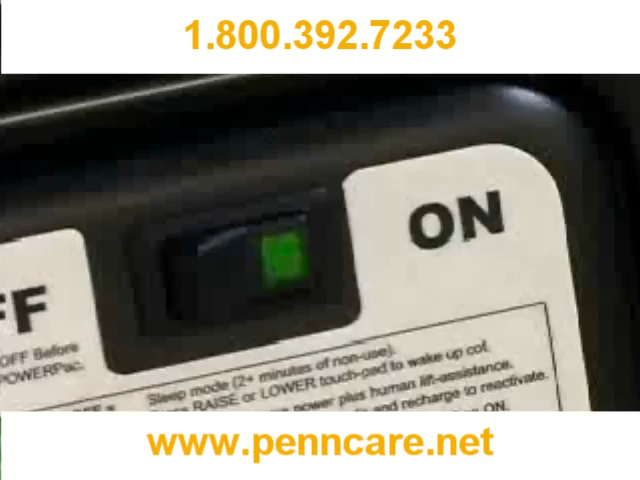 1.800.392.7233
ON
FF
OFF Before
POWERPac.
Sleep mode (2+ minutes of non-use).
RAISE or LOWER touch-pad to wake up cot.
power plus human lift-assistance.
and recharge to reactivate.
ON.
www.penncare.net